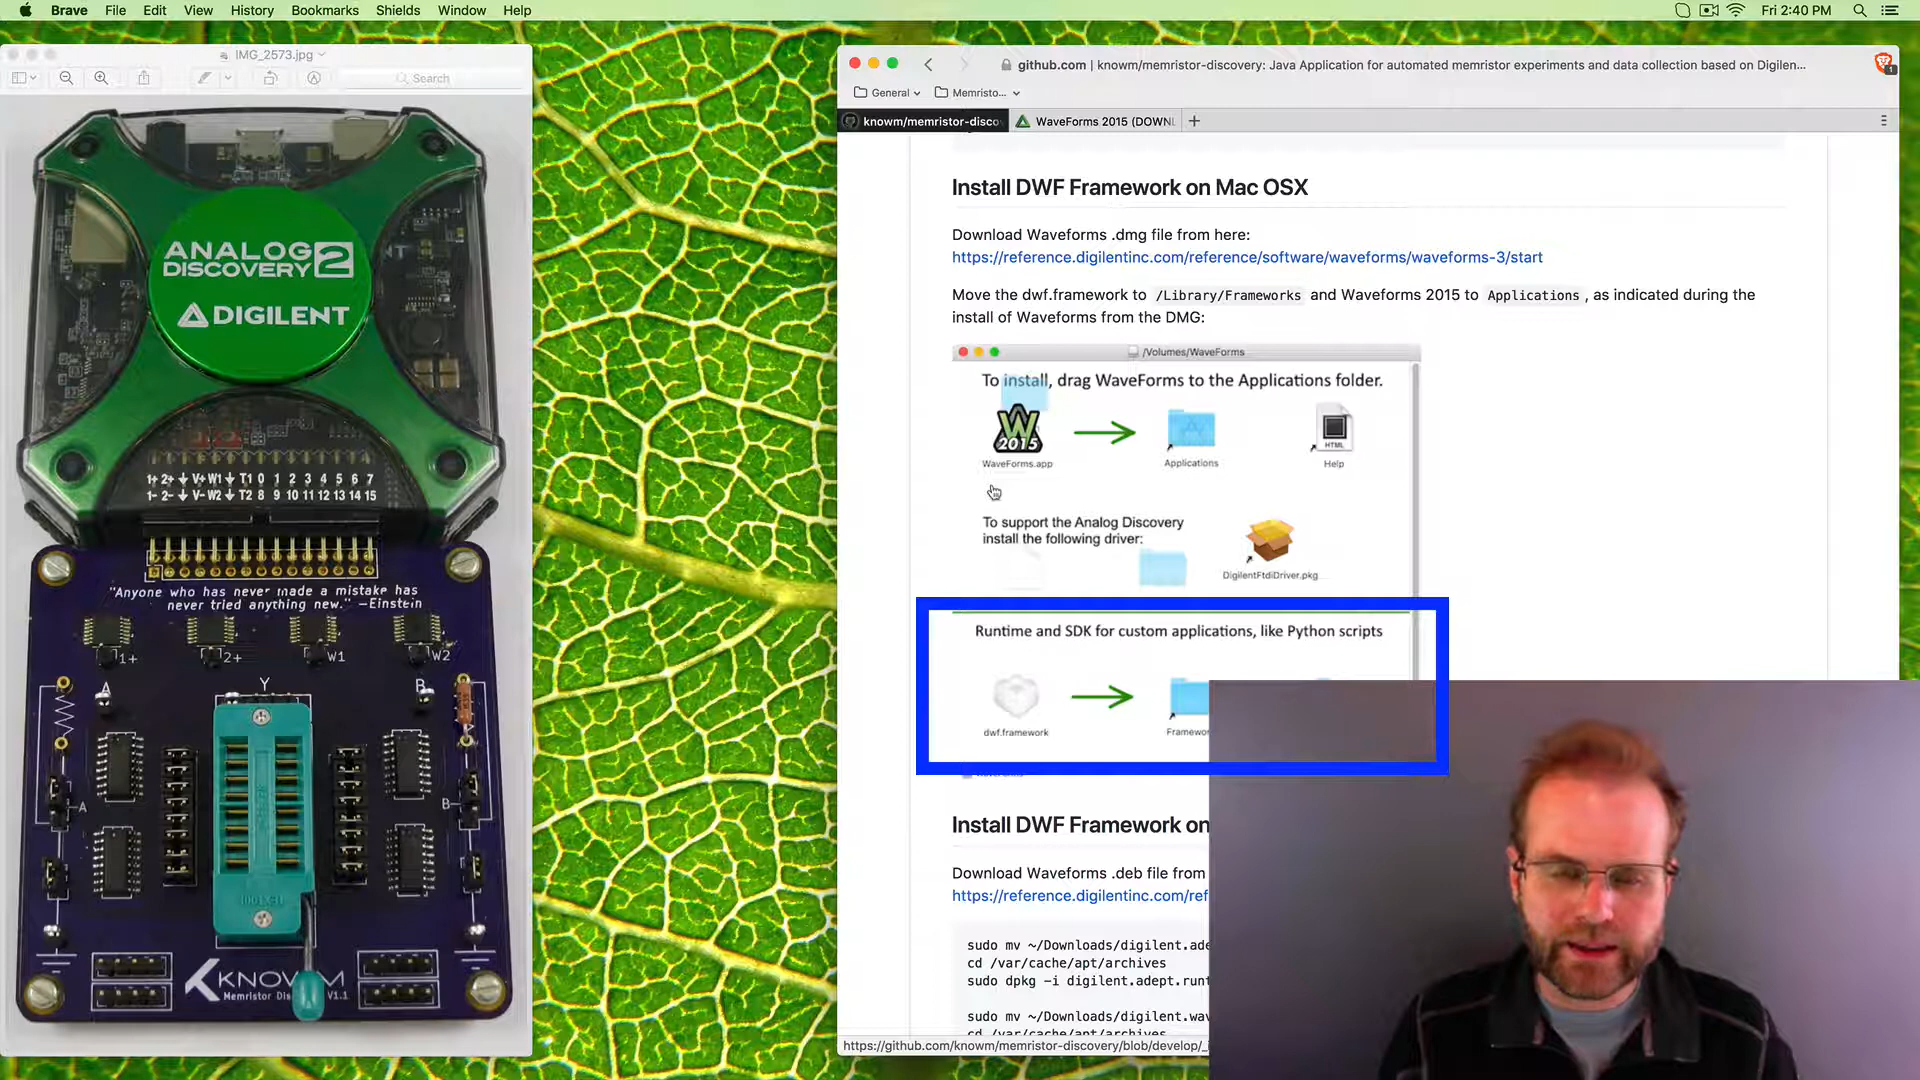 Brave File Edit View History Bookmarks Shields Window Help
Fri 2:40 PM
IMG_2573.jpg
Search
ANALOG
DISCOVERY 2
DIGILENT
1+ 2+ V+ W1 T1 0 1 2 3 4 5 6 7
1- 2- V- W2 T2 8 9 10 11 12 13 14 15
"Anyone who has never made a mistake has
never tried anything new." -Einstein
1+ 2+ W1 W2
A Y B
A B
KNOWM
Memristor Dis V1.1
github.com | knowm/memristor-discovery: Java Application for automated memristor experiments and data collection based on Digilen...
General Memristo...
knowm/memristor-disco
WaveForms 2015 (DOWNL
Install DWF Framework on Mac OSX
Download Waveforms .dmg file from here:
https://reference.digilentinc.com/reference/software/waveforms/waveforms-3/start
Move the dwf.framework to /Library/Frameworks and Waveforms 2015 to Applications , as indicated during the
install of Waveforms from the DMG:
/Volumes/WaveForms
To install, drag WaveForms to the Applications folder.
W
2015
HTML
WaveForms.app Applications Help
To support the Analog Discovery
install the following driver:
DigilentFtdiDriver.pkg
Runtime and SDK for custom applications, like Python scripts
dwf.framework Framewor
Install DWF Framework on
Download Waveforms .deb file from
https://reference.digilentinc.com/ref
sudo mv ~/Downloads/digilent.ade
cd /var/cache/apt/archives
sudo dpkg -i digilent.adept.runt
sudo mv ~/Downloads/digilent.wav
cd /var/cache/apt/archives
https://github.com/knowm/memristor-discovery/blob/develop/_i